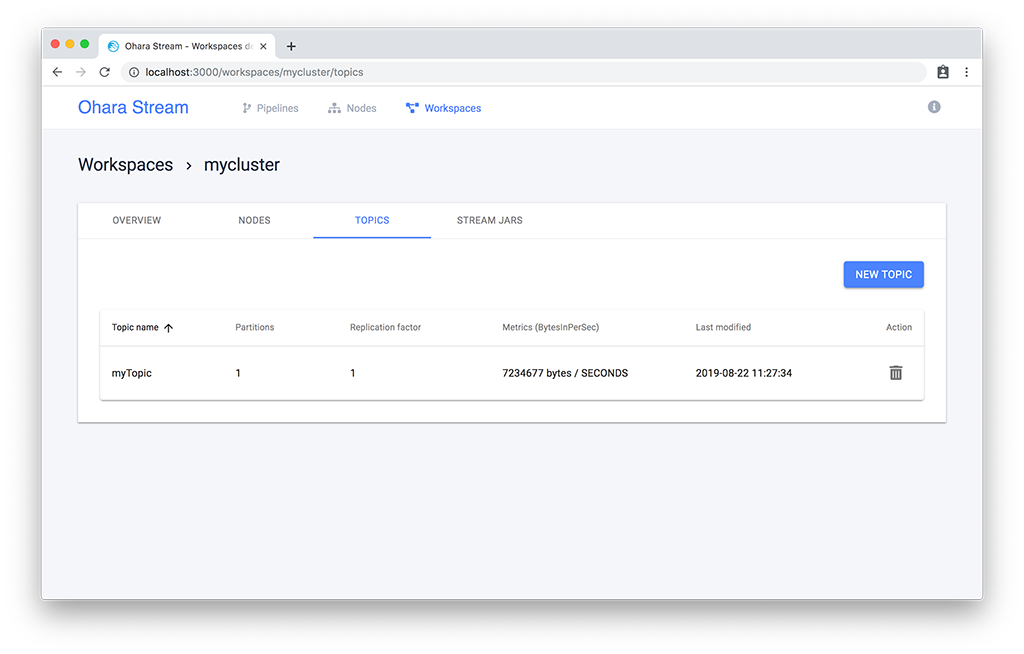 Ohara Stream - Workspaces
localhost:3000/workspaces/mycluster/topics
Ohara Stream Pipelines Nodes Workspaces
Workspaces > mycluster
OVERVIEW NODES TOPICS STREAM JARS
NEW TOPIC
Topic name Partitions Replication factor Metrics (BytesInPerSec) Last modified Action
myTopic 1 1 7234677 bytes / SECONDS 2019-08-22 11:27:34